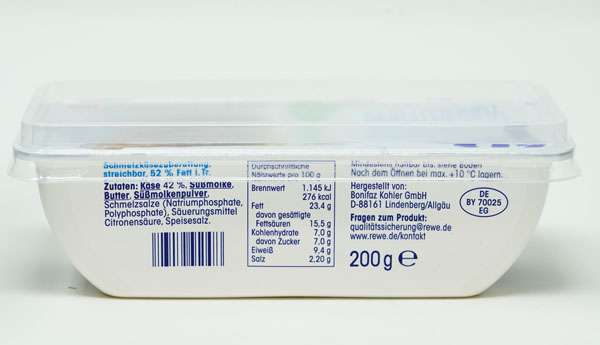 Schmelzkäsezubereitung,
streichbar, 52 % Fett i. Tr.
Zutaten: Käse 42 %, Süßmolke,
Butter, Süßmolkenpulver,
Schmelzsalze (Natriumphosphate,
Polyphosphate), Säuerungsmittel
Citronensäure, Speisesalz.
Durchschnittliche
Nährwerte pro 100 g
Brennwert 1.145 kJ
276 kcal
Fett 23,4 g
davon gesättigte
Fettsäuren 15,5 g
Kohlenhydrate 7,0 g
davon Zucker 7,0 g
Eiweiß 9,4 g
Salz 2,20 g
Mindestens haltbar bis: siehe Boden
Nach dem Öffnen bei max. +10 °C lagern.
Hergestellt von:
Bonifaz Kohler GmbH
D-88161 Lindenberg/Allgäu
Fragen zum Produkt:
qualitätssicherung@rewe.de
www.rewe.de/kontakt
200 g e
DE
BY 70025
EG